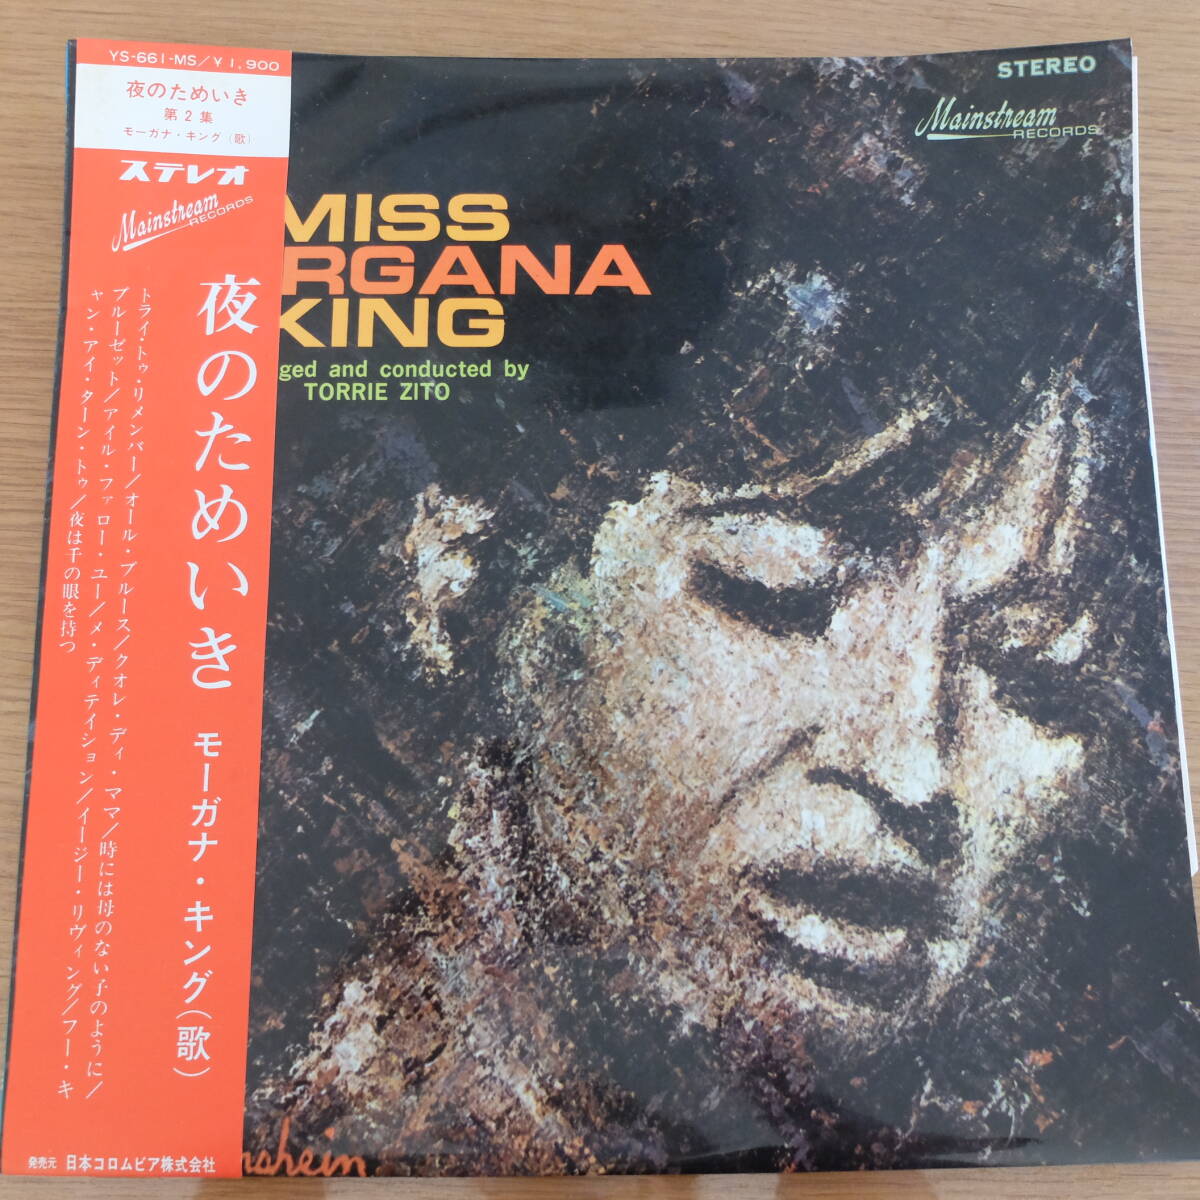 YS-661-MS/¥1,900
夜のためいき
第2集
モーガナ・キング(歌)
ステレオ
Mainstream
RECORDS
夜のためいき モーガナ・キング(歌)
トライ・トゥ・リメンバー/オール・ブルース/クオレ・ディ・ママ/時には母のない子のように/
ブルーゼット/アイル・ファロー・ユー/メディテイション/イージー・リヴィング/フー・キ
ャン・アイ・ターン・トゥ/夜は千の眼を持つ
発売元 日本コロムビア株式会社
STEREO
Mainstream
RECORDS
MISS
RGANA
KING
ged and conducted by
TORRIE ZITO